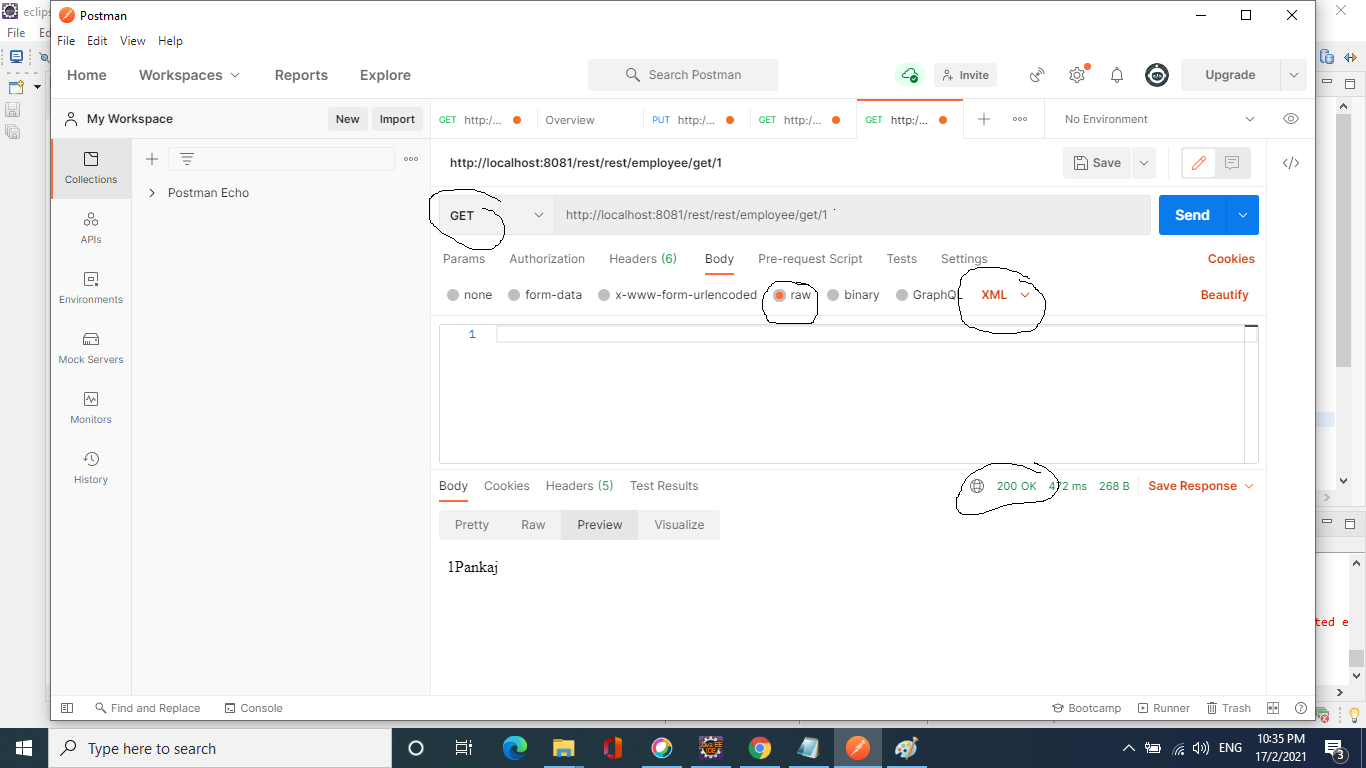 eclips
Postman
File Ed
File Edit View Help
Home Workspaces Reports Explore Search Postman Invite Upgrade
My Workspace New Import GET http:/... Overview PUT http:/... GET http:/... GET http:/... No Environment
Collections
Postman Echo
APIs
Environments
Mock Servers
Monitors
History
http://localhost:8081/rest/rest/employee/get/1 Save
GET http://localhost:8081/rest/rest/employee/get/1 Send
Params Authorization Headers (6) Body Pre-request Script Tests Settings Cookies
none form-data x-www-form-urlencoded raw binary GraphQL XML Beautify
1
Body Cookies Headers (5) Test Results 200 OK 472 ms 268 B Save Response
Pretty Raw Preview Visualize
1Pankaj
ted e
Find and Replace Console Bootcamp Runner Trash
Type here to search ENG 10:35 PM
17/2/2021 3